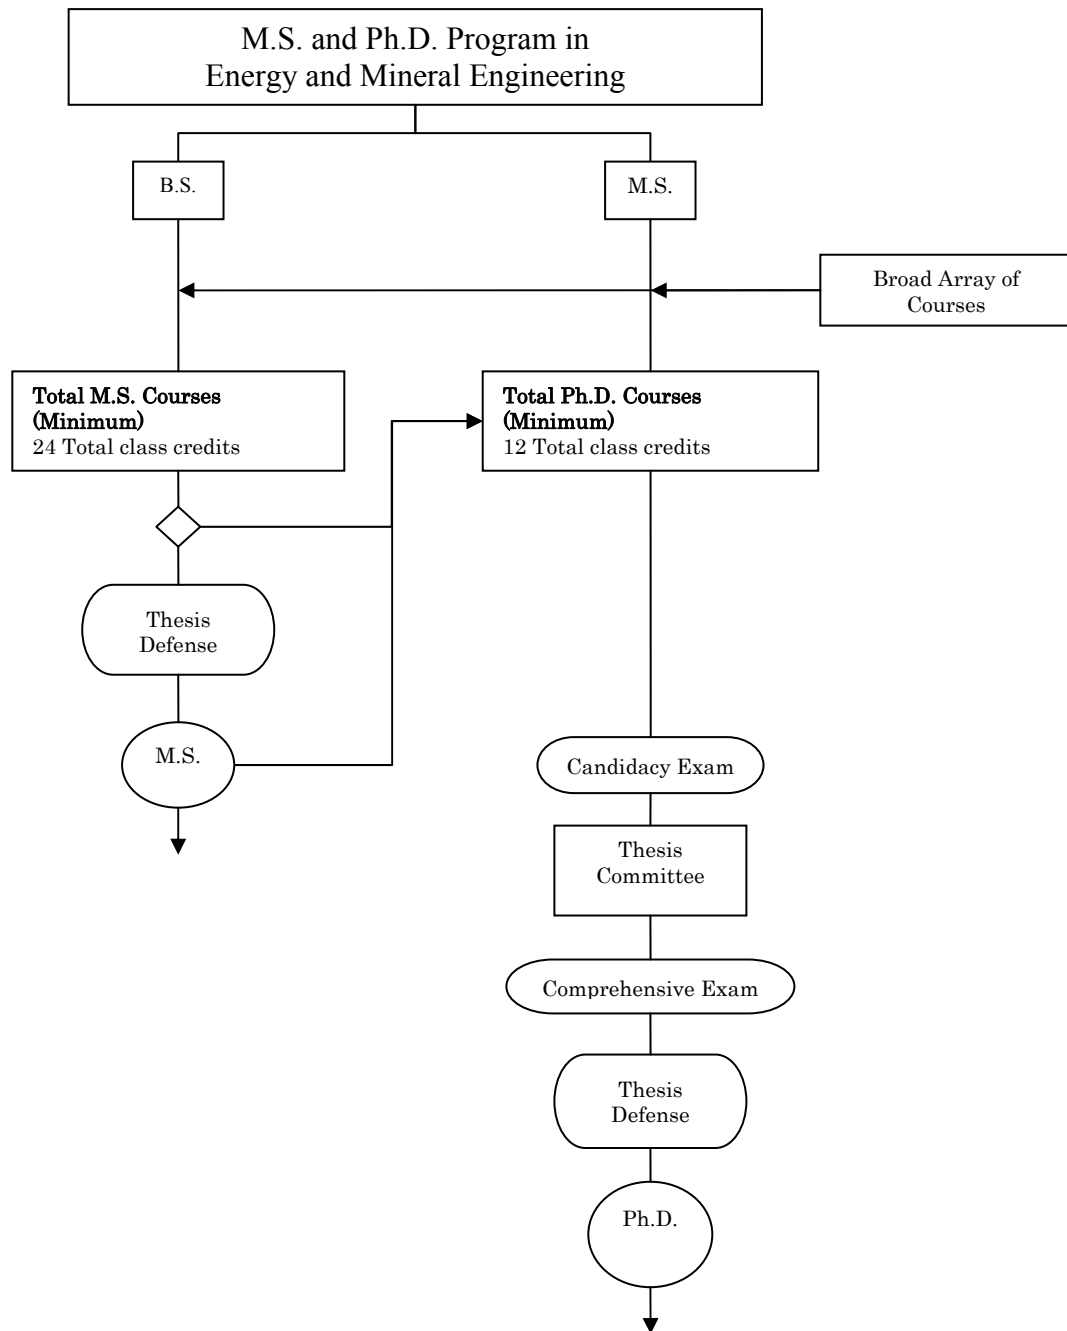 M.S. and Ph.D. Program in
Energy and Mineral Engineering
B.S.
M.S.
Broad Array of
Courses
Total M.S. Courses
(Minimum)
24 Total class credits
Total Ph.D. Courses
(Minimum)
12 Total class credits
Thesis
Defense
M.S.
Candidacy Exam
Thesis
Committee
Comprehensive Exam
Thesis
Defense
Ph.D.